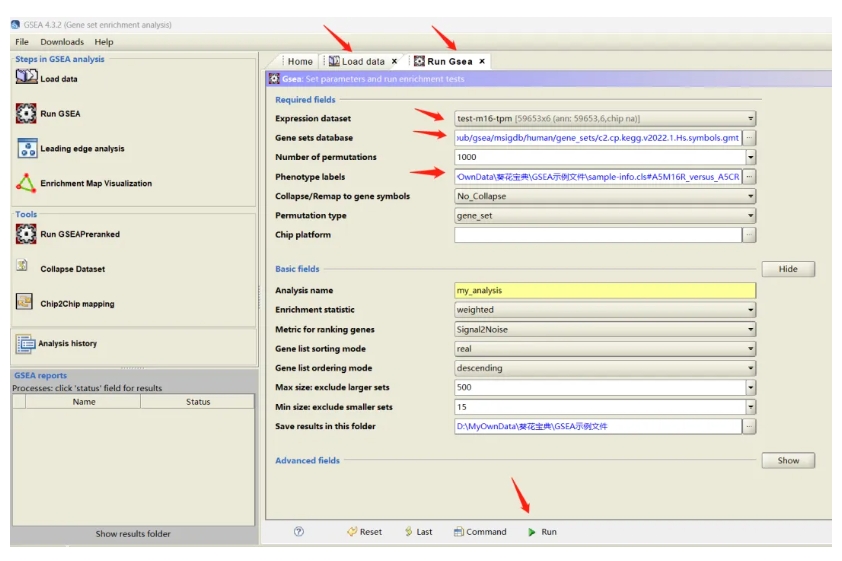 GSEA 4.3.2 (Gene set enrichment analysis)
File Downloads Help
Steps in GSEA analysis
Load data
Run GSEA
Leading edge analysis
Enrichment Map Visualization
Tools
Run GSEAPreranked
Collapse Dataset
Chip2Chip mapping
Analysis history
GSEA reports
Processes: click 'status' field for results
Name Status
Show results folder
Home Load data × Run Gsea ×
Gsea: Set parameters and run enrichment tests
Required fields
Expression dataset test-m16-tpm [59653x6 (ann: 59653,6,chip na)]
Gene sets database ub/gsea/msigdb/human/gene_sets/c2.cp.kegg.v2022.1.Hs.symbols.gmt ...
Number of permutations 1000
Phenotype labels OwnData\葵花宝典\GSEA示例文件\sample-info.cls#A5M16R_versus_A5CR ...
Collapse/Remap to gene symbols No_Collapse
Permutation type gene_set
Chip platform ...
Basic fields Hide
Analysis name my_analysis
Enrichment statistic weighted
Metric for ranking genes Signal2Noise
Gene list sorting mode real
Gene list ordering mode descending
Max size: exclude larger sets 500
Min size: exclude smaller sets 15
Save results in this folder D:\MyOwnData\葵花宝典\GSEA示例文件 ...
Advanced fields Show
? Reset Last Command Run